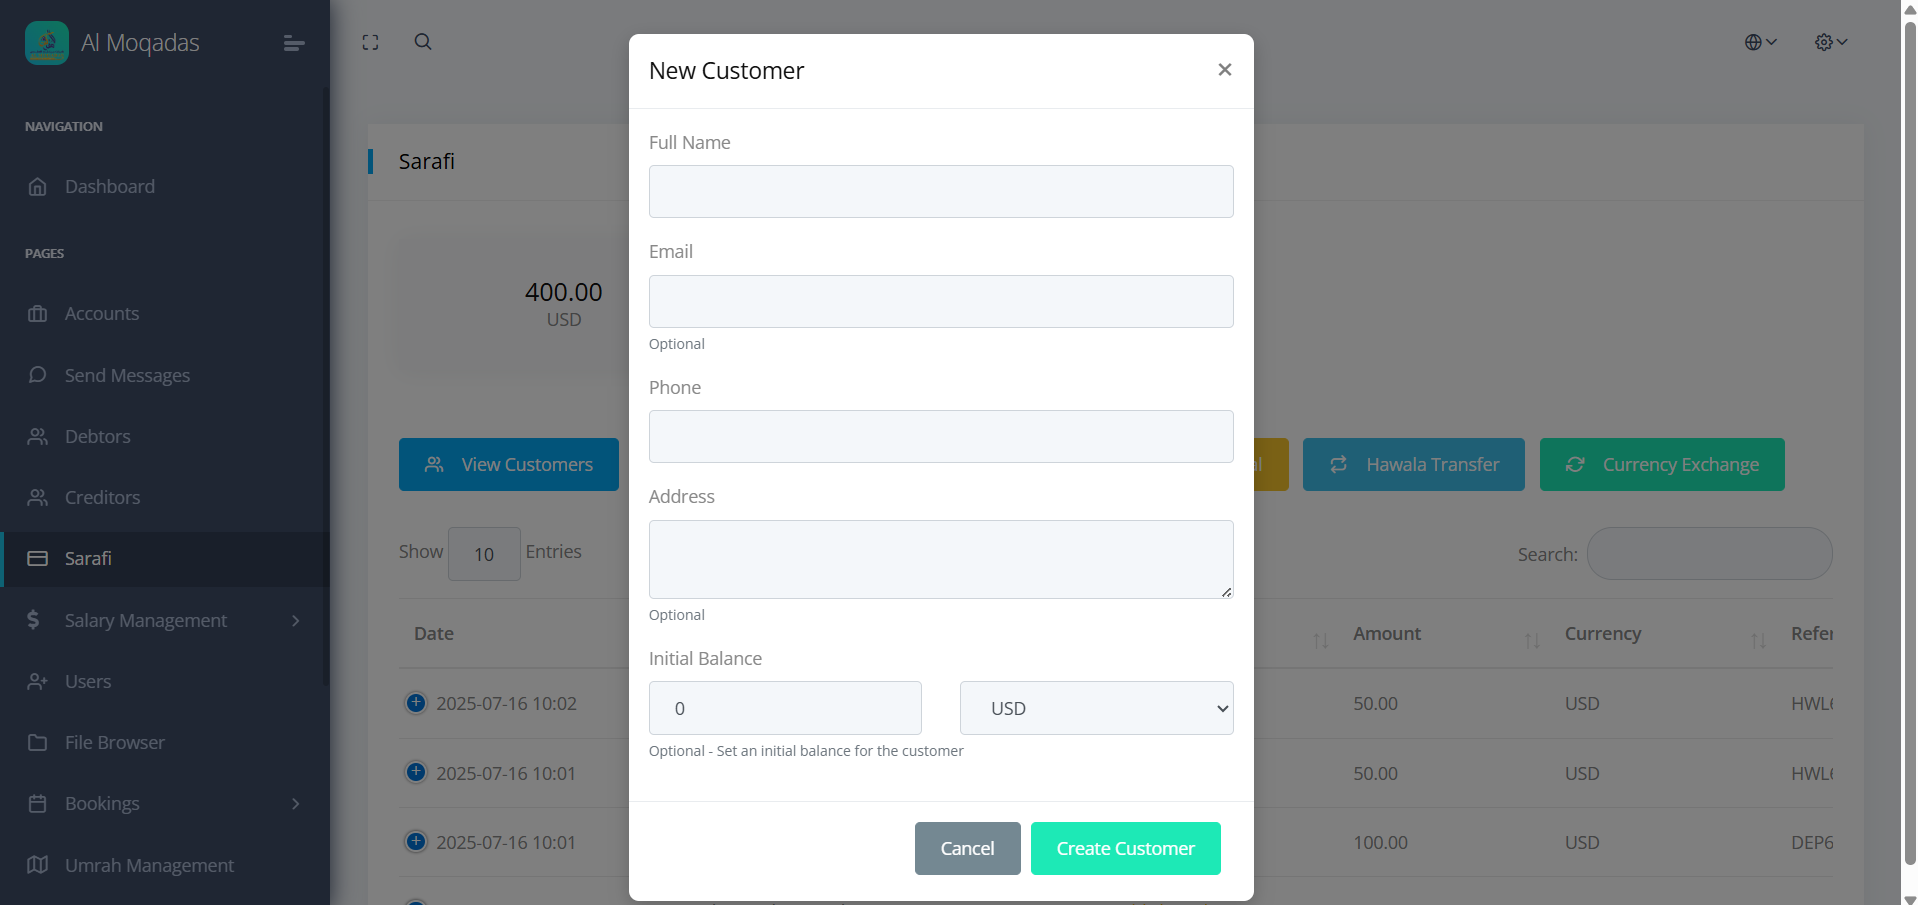 Al Moqadas
NAVIGATION
Dashboard
PAGES
Accounts
Send Messages
Debtors
Creditors
Sarafi
Salary Management
Users
File Browser
Bookings
Umrah Management
Sarafi
400.00
USD
View Customers
Hawala Transfer
Currency Exchange
Show 10 Entries
Search:
Date Amount Currency Refer
2025-07-16 10:02 50.00 USD HWL6
2025-07-16 10:01 50.00 USD HWL6
2025-07-16 10:01 100.00 USD DEP6
New Customer
Full Name
Email
Optional
Phone
Address
Optional
Initial Balance
0 USD
Optional - Set an initial balance for the customer
Cancel Create Customer